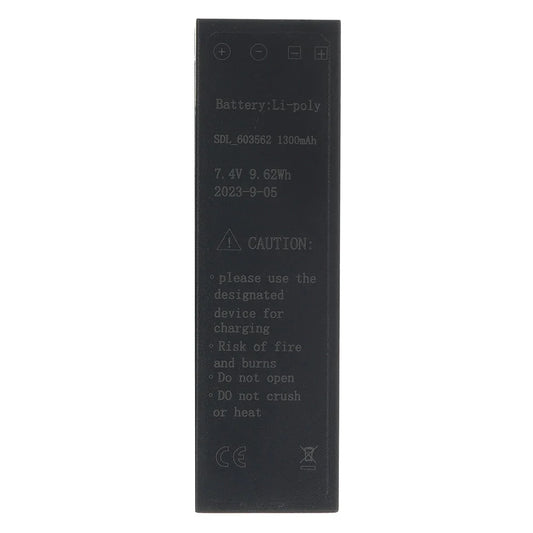 + - - +
Battery:Li-poly
SDL_603562 1300mAh
7.4V 9.62Wh
2023-9-05
CAUTION:
please use the
designated
device for
charging
Risk of fire
and burns
Do not open
DO not crush
or heat
CE